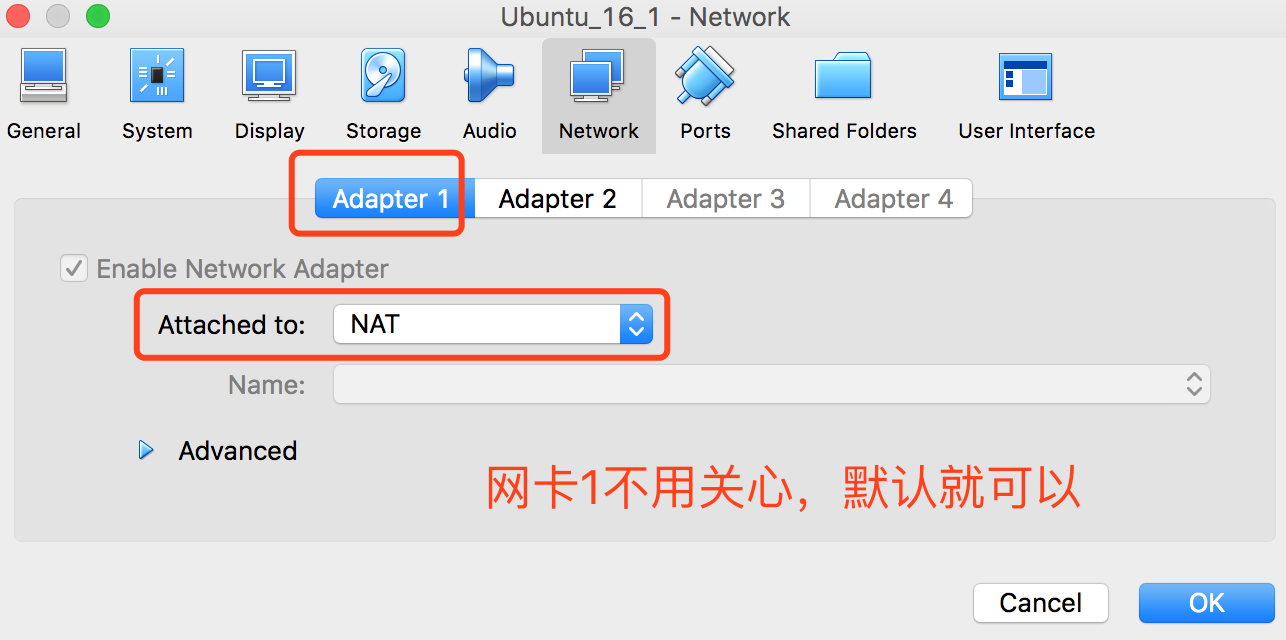 Ubuntu_16_1 - Network
General System Display Storage Audio Network Ports Shared Folders User Interface
Adapter 1 Adapter 2 Adapter 3 Adapter 4
Enable Network Adapter
Attached to: NAT
Name:
Advanced
网卡1不用关心，默认就可以
Cancel OK